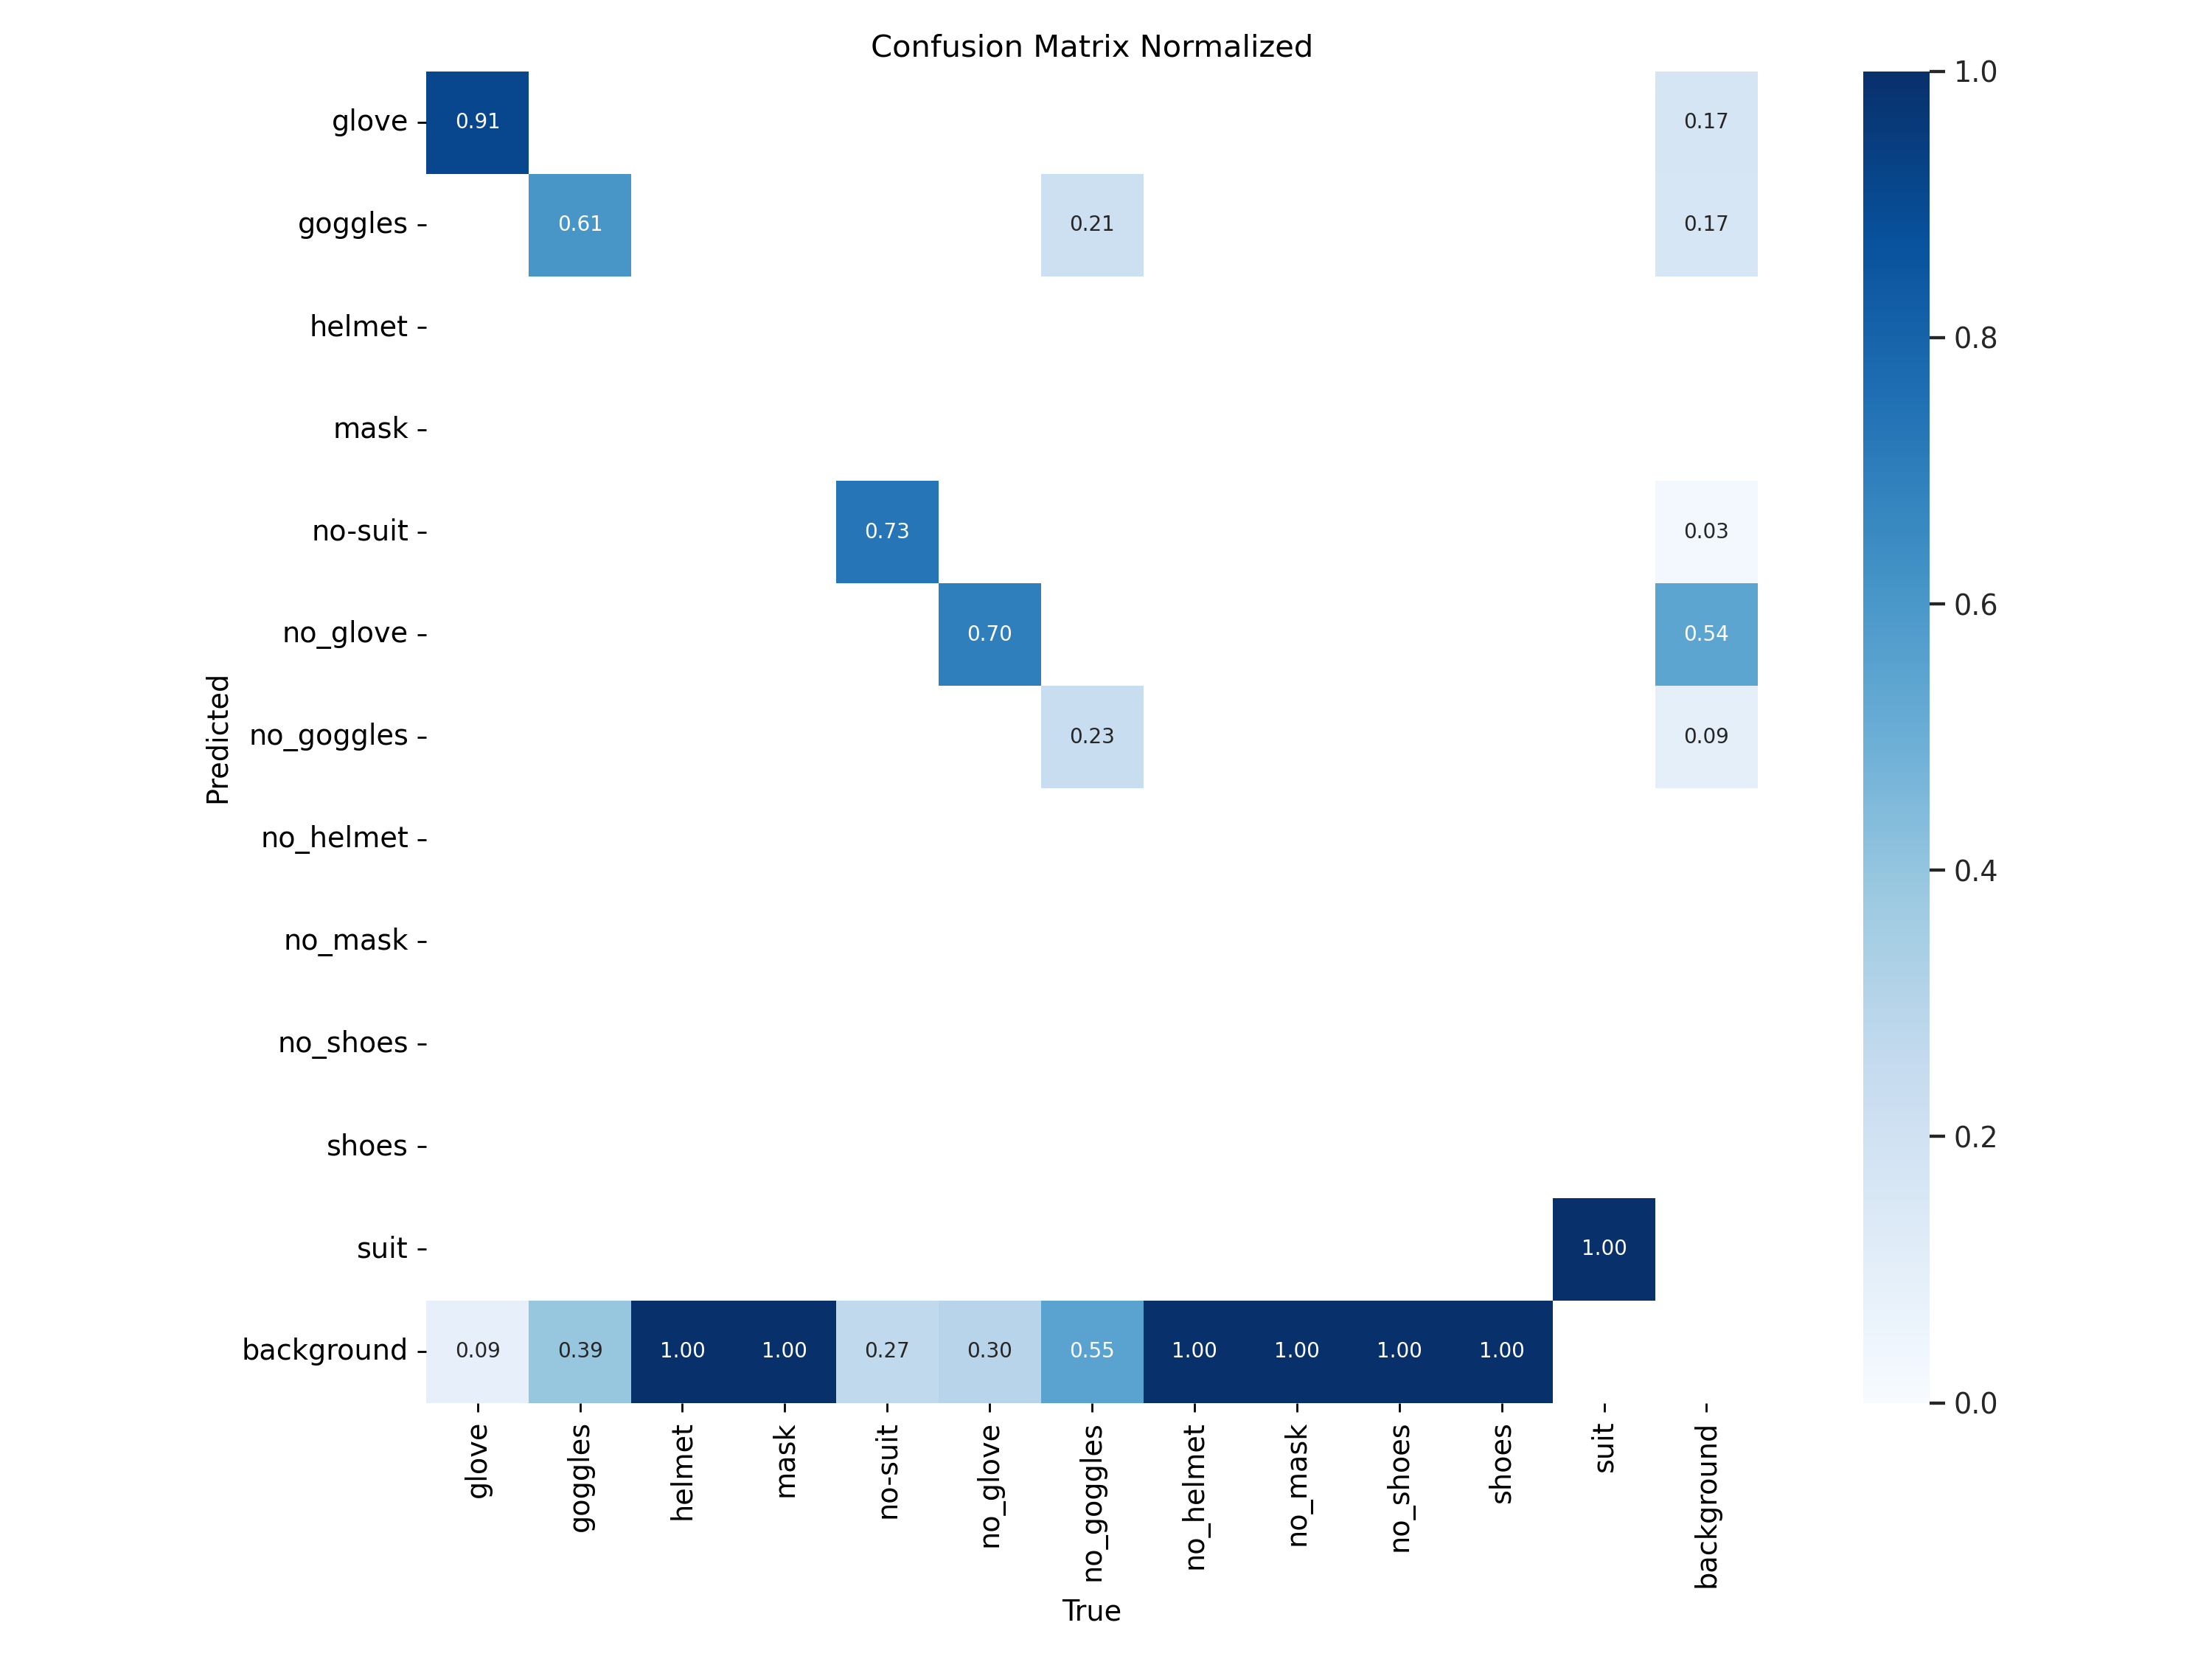 Confusion Matrix Normalized
glove 0.91 0.17 1.0
goggles 0.61 0.21 0.17
helmet 0.8
mask
no-suit 0.73 0.03
no_glove 0.70 0.54 0.6
Predicted
no_goggles 0.23 0.09
no_helmet 0.4
no_mask
no_shoes
shoes 0.2
suit 1.00
background 0.09 0.39 1.00 1.00 0.27 0.30 0.55 1.00 1.00 1.00 1.00 0.0
glove goggles helmet mask no-suit no_glove no_goggles no_helmet no_mask no_shoes shoes suit background
True